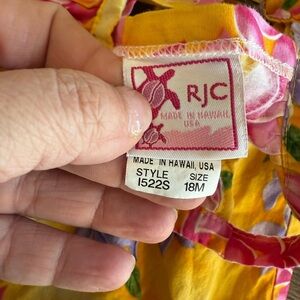 RJC
MADE IN HAWAII,
USA
MADE IN HAWAII, USA
STYLE SIZE
1522S 18M